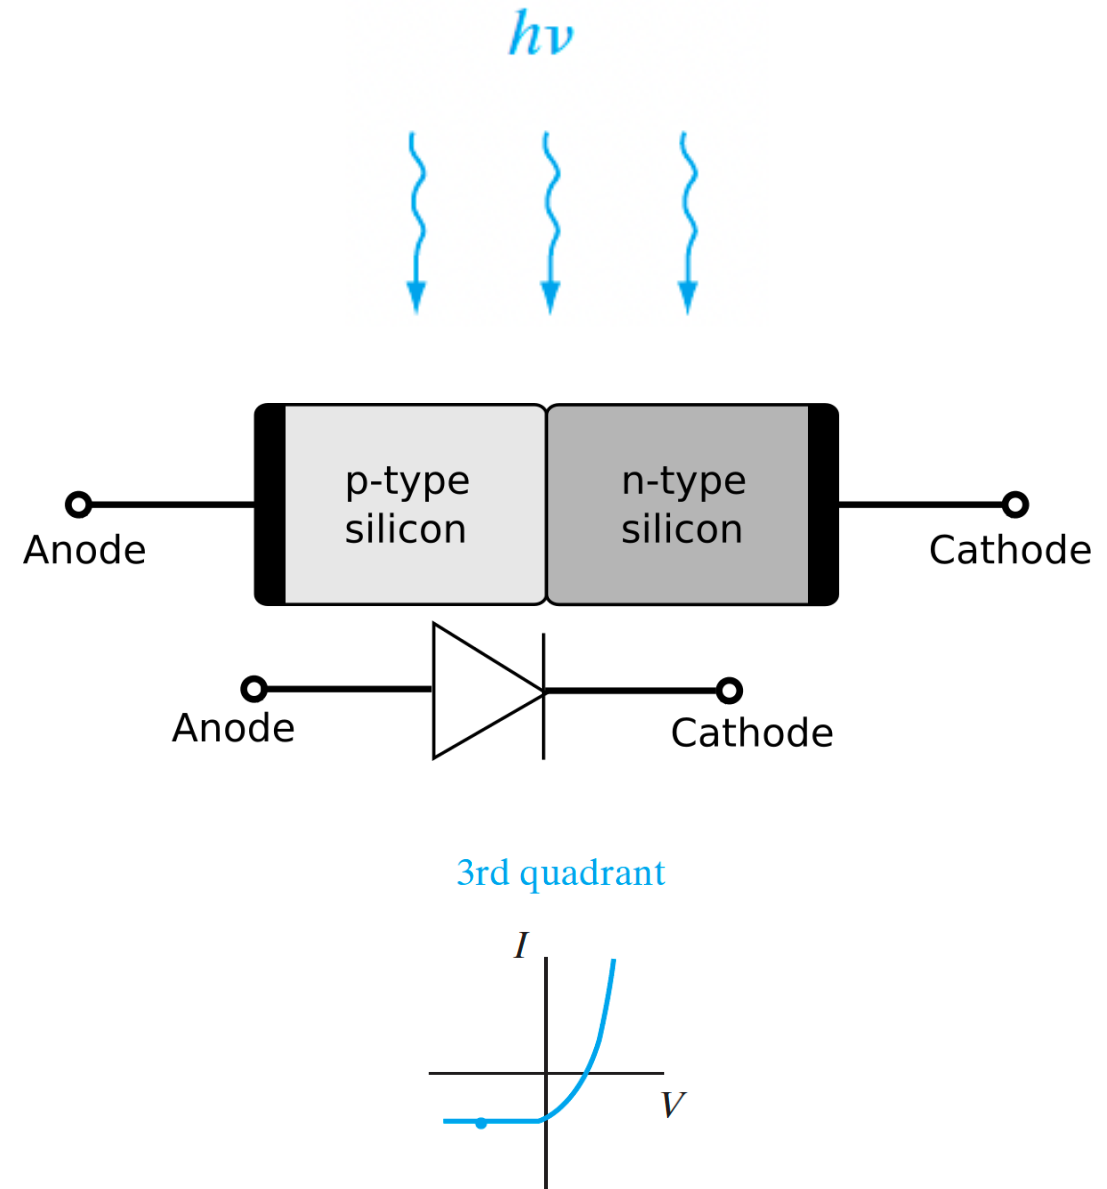 hν
p-type
silicon
n-type
silicon
Anode
Cathode
Anode
Cathode
3rd quadrant
I
V